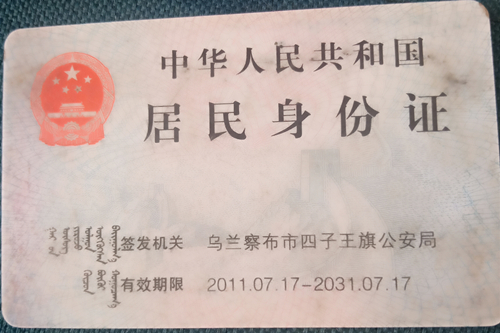 中华人民共和国
居民身份证
签发机关 乌兰察布市四子王旗公安局
有效期限 2011.07.17-2031.07.17